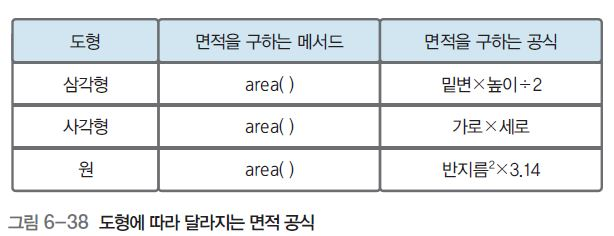 도형 면적을 구하는 메서드 면적을 구하는 공식
삼각형 area( ) 밑변×높이÷2
사각형 area( ) 가로×세로
원 area( ) 반지름²×3.14
그림 6-38 도형에 따라 달라지는 면적 공식